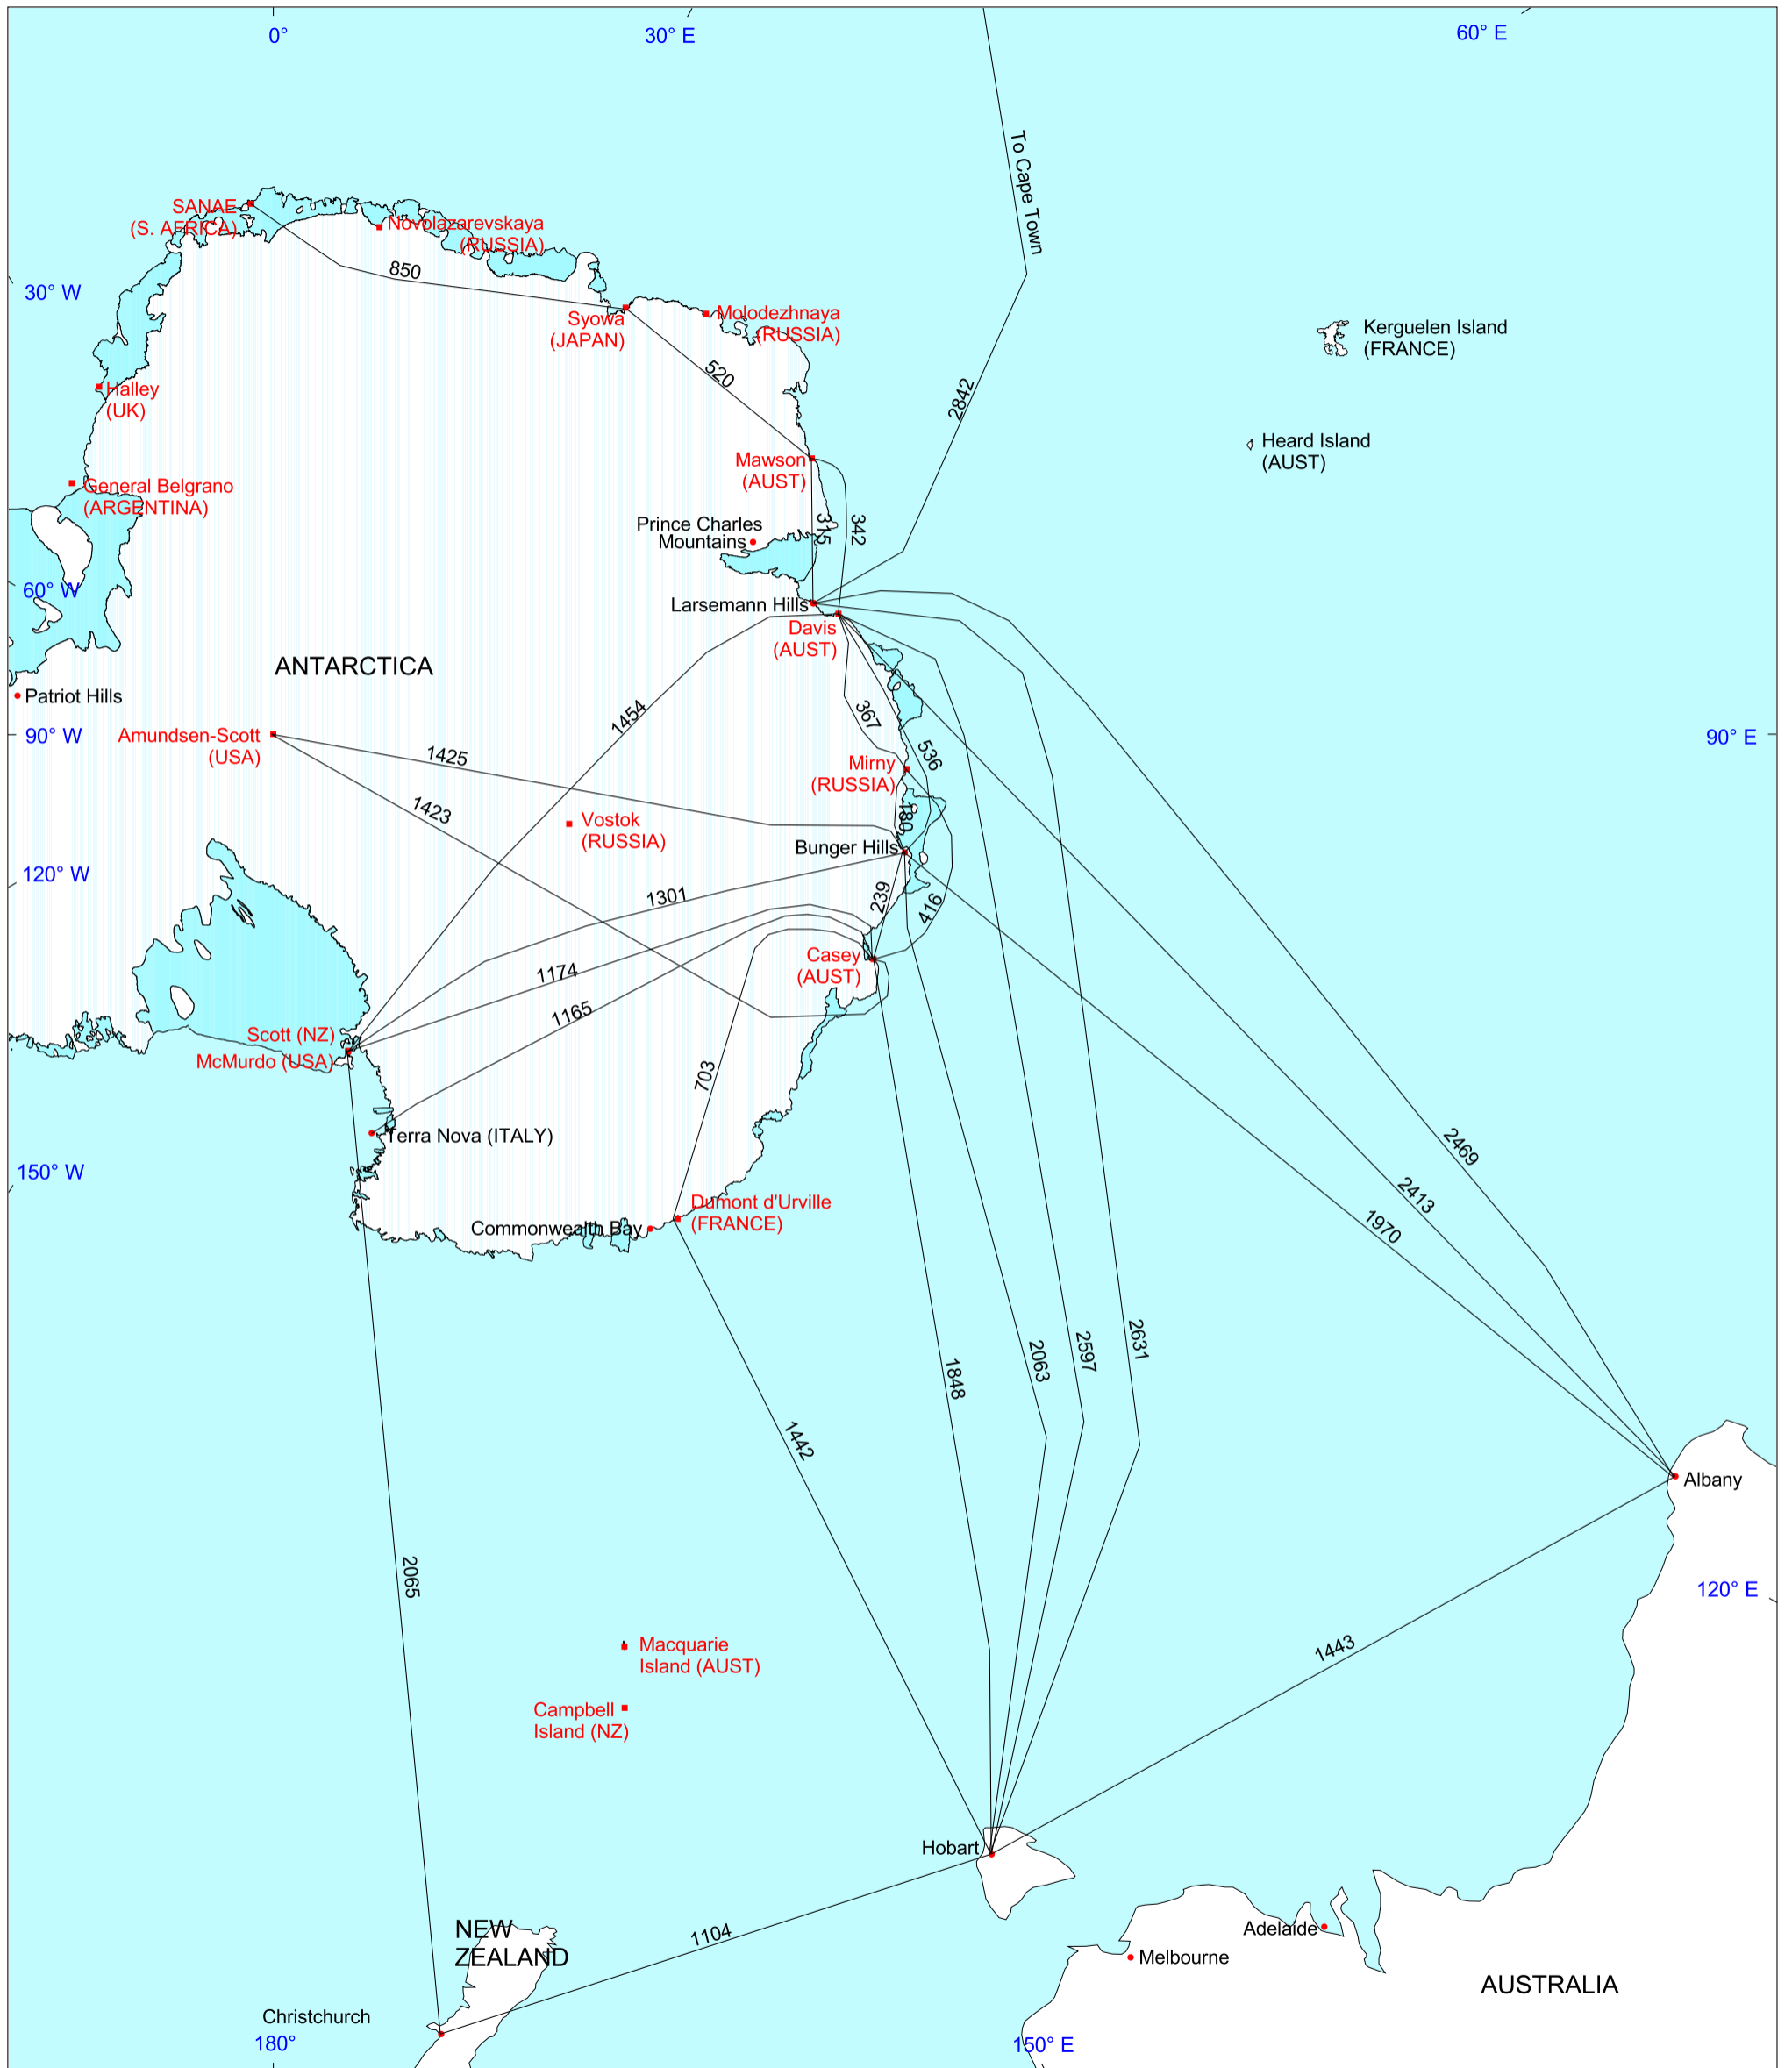 0°
30° E
60° E
To Cape Town
SANAE
(S. AFRICA)
Novolazarevskaya
(RUSSIA)
850
30° W
Syowa
(JAPAN)
Molodezhnaya
(RUSSIA)
Kerguelen Island
(FRANCE)
520
2842
Halley
(UK)
Heard Island
(AUST)
Mawson
(AUST)
General Belgrano
(ARGENTINA)
315
342
Prince Charles
Mountains
60° W
Larsemann Hills
Davis
(AUST)
ANTARCTICA
Patriot Hills
1454
367
Amundsen-Scott
(USA)
90° W
90° E
1425
536
Mirny
(RUSSIA)
1423
Vostok
(RUSSIA)
180
Bunger Hills
120° W
1301
239
416
Casey
(AUST)
1174
1165
Scott (NZ)
McMurdo (USA)
703
Terra Nova (ITALY)
2469
150° W
2413
1970
Dumont d'Urville
(FRANCE)
Commonwealth Bay
1848
2063
2597
2631
1442
Albany
2065
120° E
Macquarie
Island (AUST)
1443
Campbell
Island (NZ)
Hobart
NEW
ZEALAND
1104
Adelaide
Melbourne
AUSTRALIA
Christchurch
180°
150° E